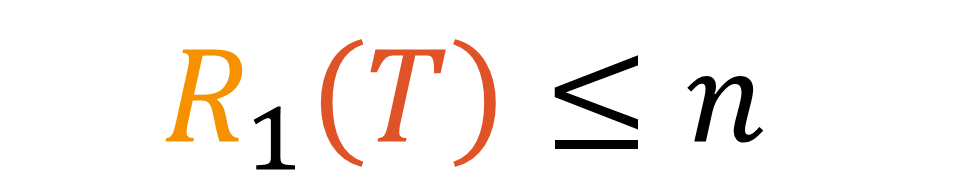 R₁(T) ≤ n